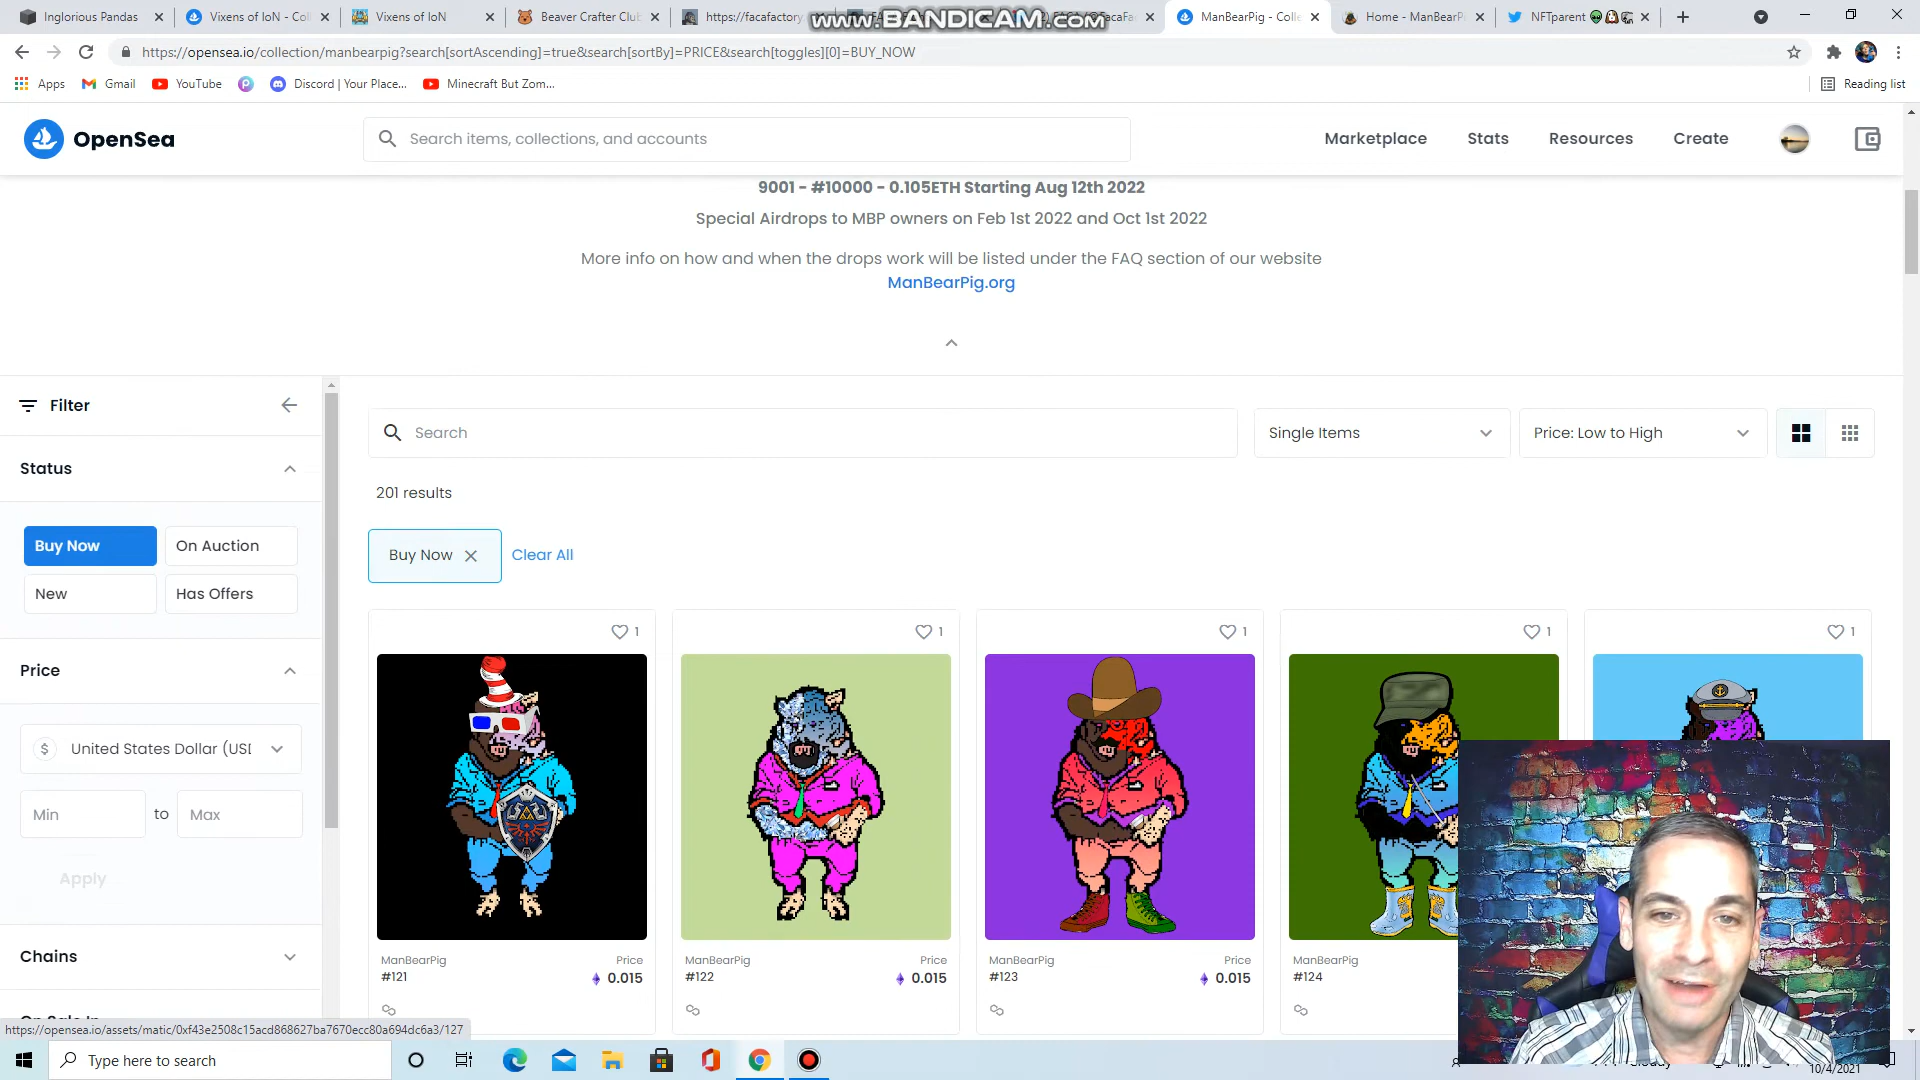 Inglorious Pandas
Vixens of IoN - Coll
Vixens of IoN
Beaver Crafter Club
https://facafactory
ManBearPig - Colle
Home - ManBearP
NFTparent
www.BANDICAM.com
https://opensea.io/collection/manbearpig?search[sortAscending]=true&search[sortBy]=PRICE&search[toggles][0]=BUY_NOW
Apps
Gmail
YouTube
Discord | Your Place...
Minecraft But Zom...
Reading list
OpenSea
Search items, collections, and accounts
Marketplace
Stats
Resources
Create
9001 - #10000 - 0.105ETH Starting Aug 12th 2022
Special Airdrops to MBP owners on Feb 1st 2022 and Oct 1st 2022
More info on how and when the drops work will be listed under the FAQ section of our website
ManBearPig.org
Filter
Search
Single Items
Price: Low to High
Status
201 results
Buy Now
On Auction
New
Has Offers
Buy Now
Clear All
1
1
1
1
1
Price
$ United States Dollar (USI
Min
to
Max
Apply
Chains
On Sale In
ManBearPig
Price
#121
0.015
ManBearPig
Price
#122
0.015
ManBearPig
Price
#123
0.015
ManBearPig
#124
https://opensea.io/assets/matic/0xf43e2508c15acd868627ba7670ecc80a694dc6a3/127
Type here to search
Cloudy
10/4/2021